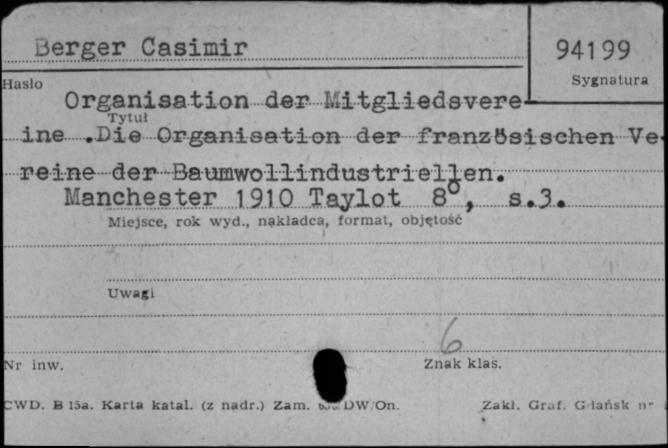 Berger Casimir
94199
Hasło
Sygnatura
Organisation der Mitgliedsvere
Tytuł
ine .Die Organisation der französischen Ve
reine der Baumwollindustriellen.
Manchester 1910 Taylot 8°, s.3.
Miejsce, rok wyd., nakładca, format, objętość
Uwagi
6
Nr inw.
Znak klas.
CWD. B 15a. Karta katal. (z nadr.) Zam. DW/On.
Zakł. Graf. Gdańsk nr